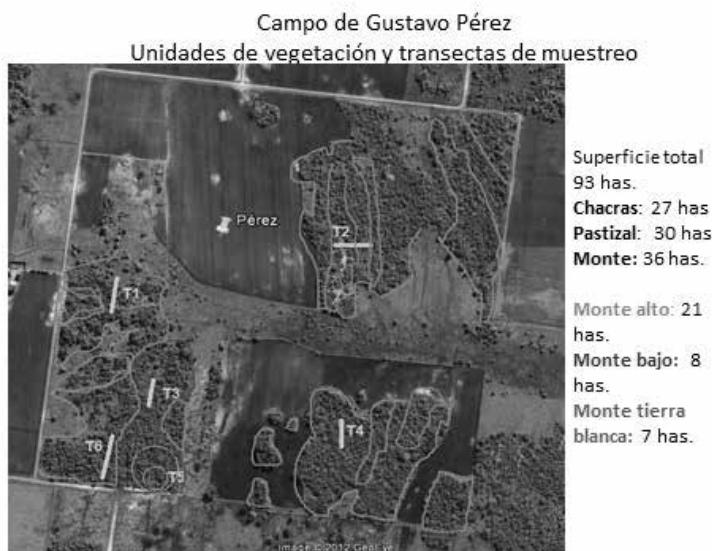 Campo de Gustavo Pérez
Unidades de vegetación y transectas de muestreo
Superficie total
93 has.
Chacras: 27 has
Pastizal: 30 has
Monte: 36 has.
Monte alto: 21
has.
Monte bajo: 8
has.
Monte tierra
blanca: 7 has.
Pérez
T2
T1
T3
T4
T6
T5
Image © 2012 GeoEye